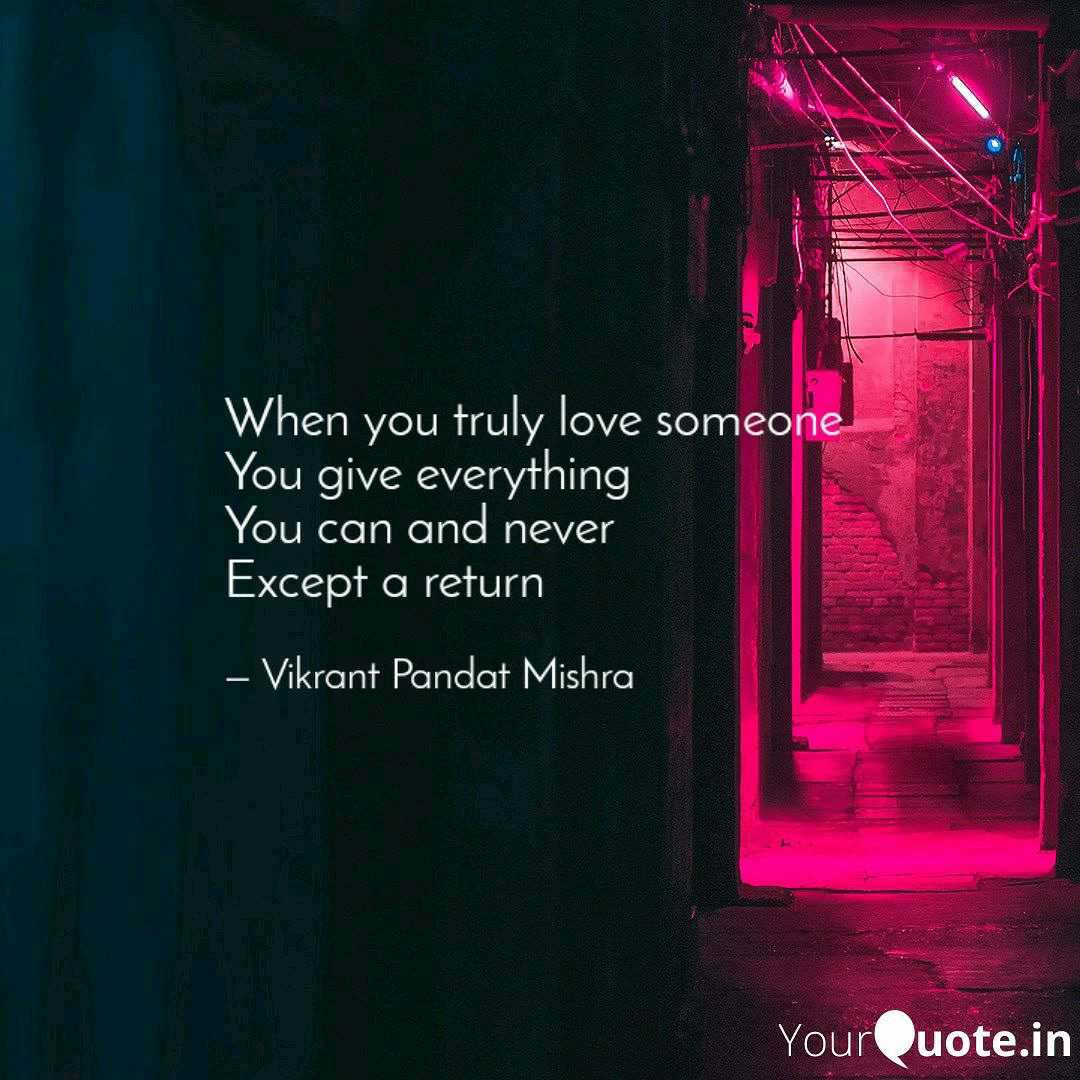 When you truly love someone
You give everything
You can and never
Except a return
– Vikrant Pandat Mishra
YourQuote.in